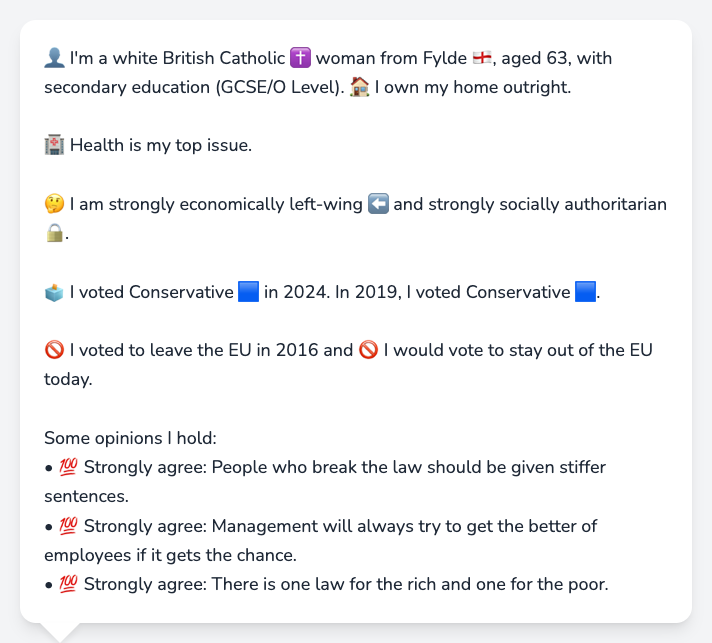 👤 I'm a white British Catholic ✝️ woman from Fylde 🏴󠁧󠁢󠁥󠁮󠁧󠁿, aged 63, with
secondary education (GCSE/O Level). 🏠 I own my home outright.
🏥 Health is my top issue.
🤔 I am strongly economically left-wing ⬅️ and strongly socially authoritarian
🔒.
🗳️ I voted Conservative 🟦 in 2024. In 2019, I voted Conservative 🟦.
🚫 I voted to leave the EU in 2016 and 🚫 I would vote to stay out of the EU
today.
Some opinions I hold:
• 💯 Strongly agree: People who break the law should be given stiffer
sentences.
• 💯 Strongly agree: Management will always try to get the better of
employees if it gets the chance.
• 💯 Strongly agree: There is one law for the rich and one for the poor.